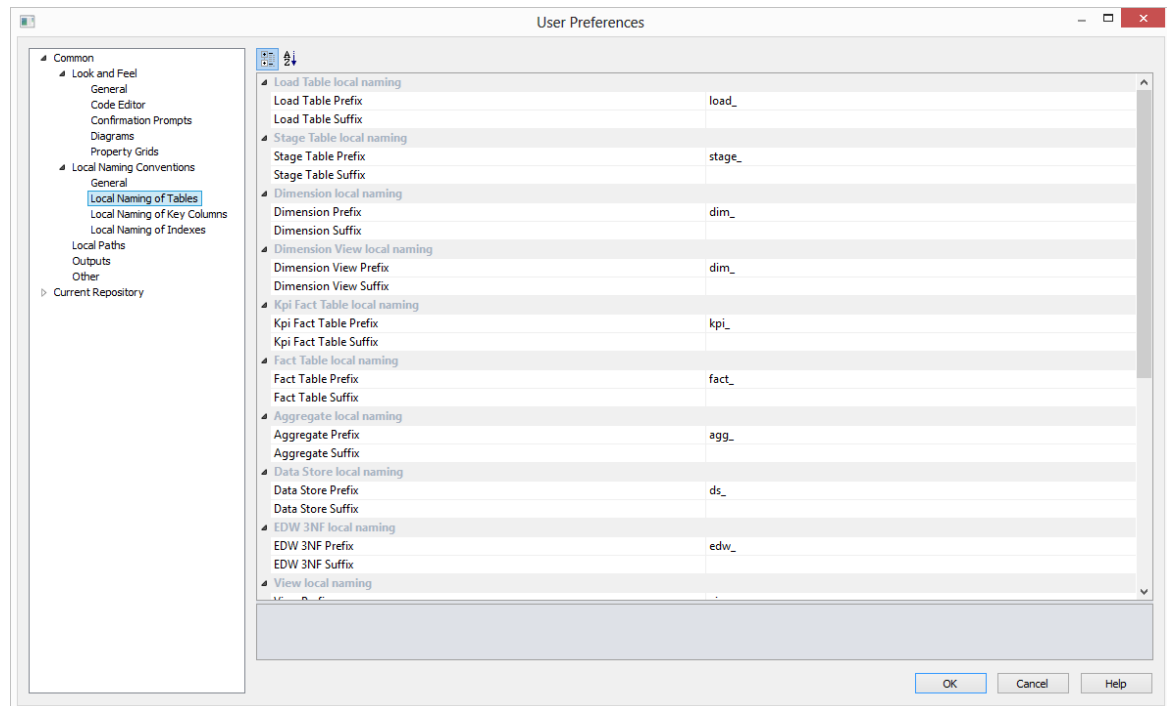 User Preferences
Common
Look and Feel
General
Code Editor
Confirmation Prompts
Diagrams
Property Grids
Local Naming Conventions
General
Local Naming of Tables
Local Naming of Key Columns
Local Naming of Indexes
Local Paths
Outputs
Other
Current Repository
Load Table local naming
Load Table Prefix load_
Load Table Suffix
Stage Table local naming
Stage Table Prefix stage_
Stage Table Suffix
Dimension local naming
Dimension Prefix dim_
Dimension Suffix
Dimension View local naming
Dimension View Prefix dim_
Dimension View Suffix
Kpi Fact Table local naming
Kpi Fact Table Prefix kpi_
Kpi Fact Table Suffix
Fact Table local naming
Fact Table Prefix fact_
Fact Table Suffix
Aggregate local naming
Aggregate Prefix agg_
Aggregate Suffix
Data Store local naming
Data Store Prefix ds_
Data Store Suffix
EDW 3NF local naming
EDW 3NF Prefix edw_
EDW 3NF Suffix
View local naming
OK Cancel Help